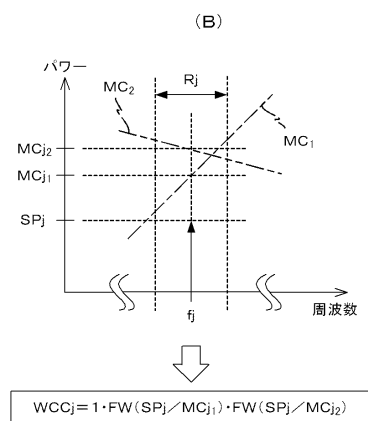 (B)
パワー
Rj
MC₂
MC₁
MCj₂
MCj₁
SPj
fj
周波数
WCCj=1・FW(SPj/MCj₁)・FW(SPj/MCj₂)